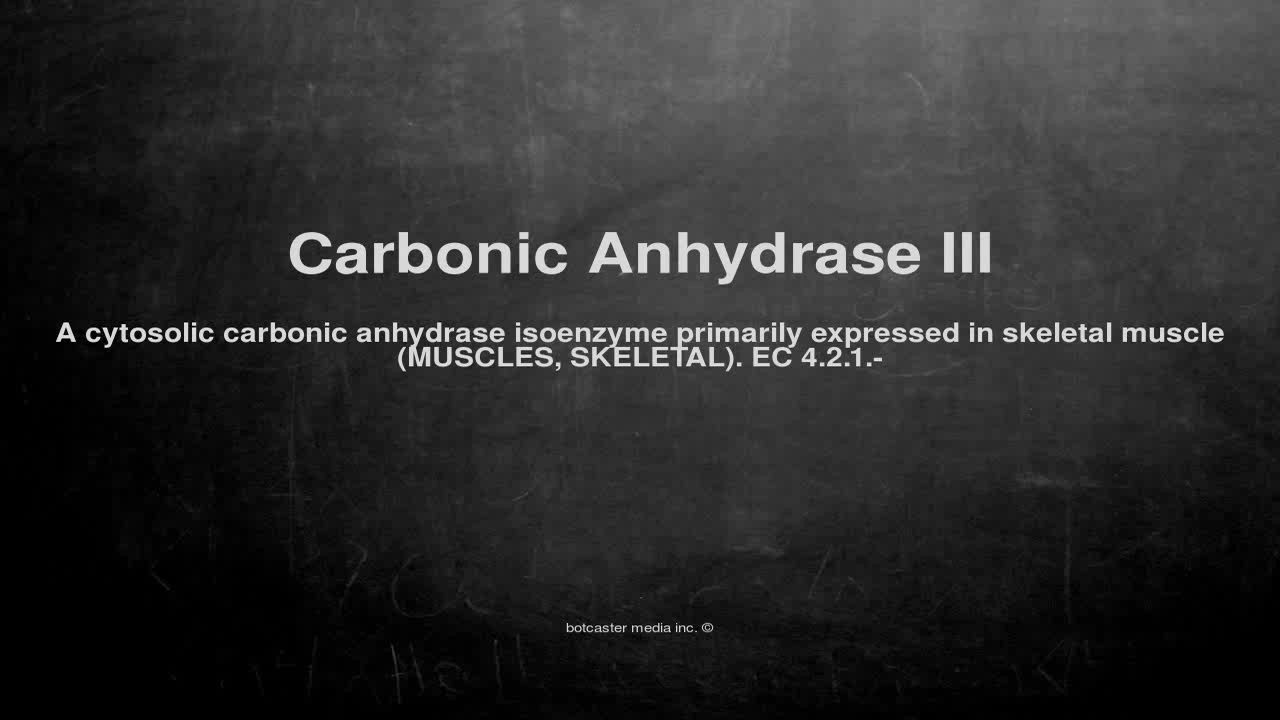 Carbonic Anhydrase III
A cytosolic carbonic anhydrase isoenzyme primarily expressed in skeletal muscle
(MUSCLES, SKELETAL). EC 4.2.1.-
botcaster media inc. ©